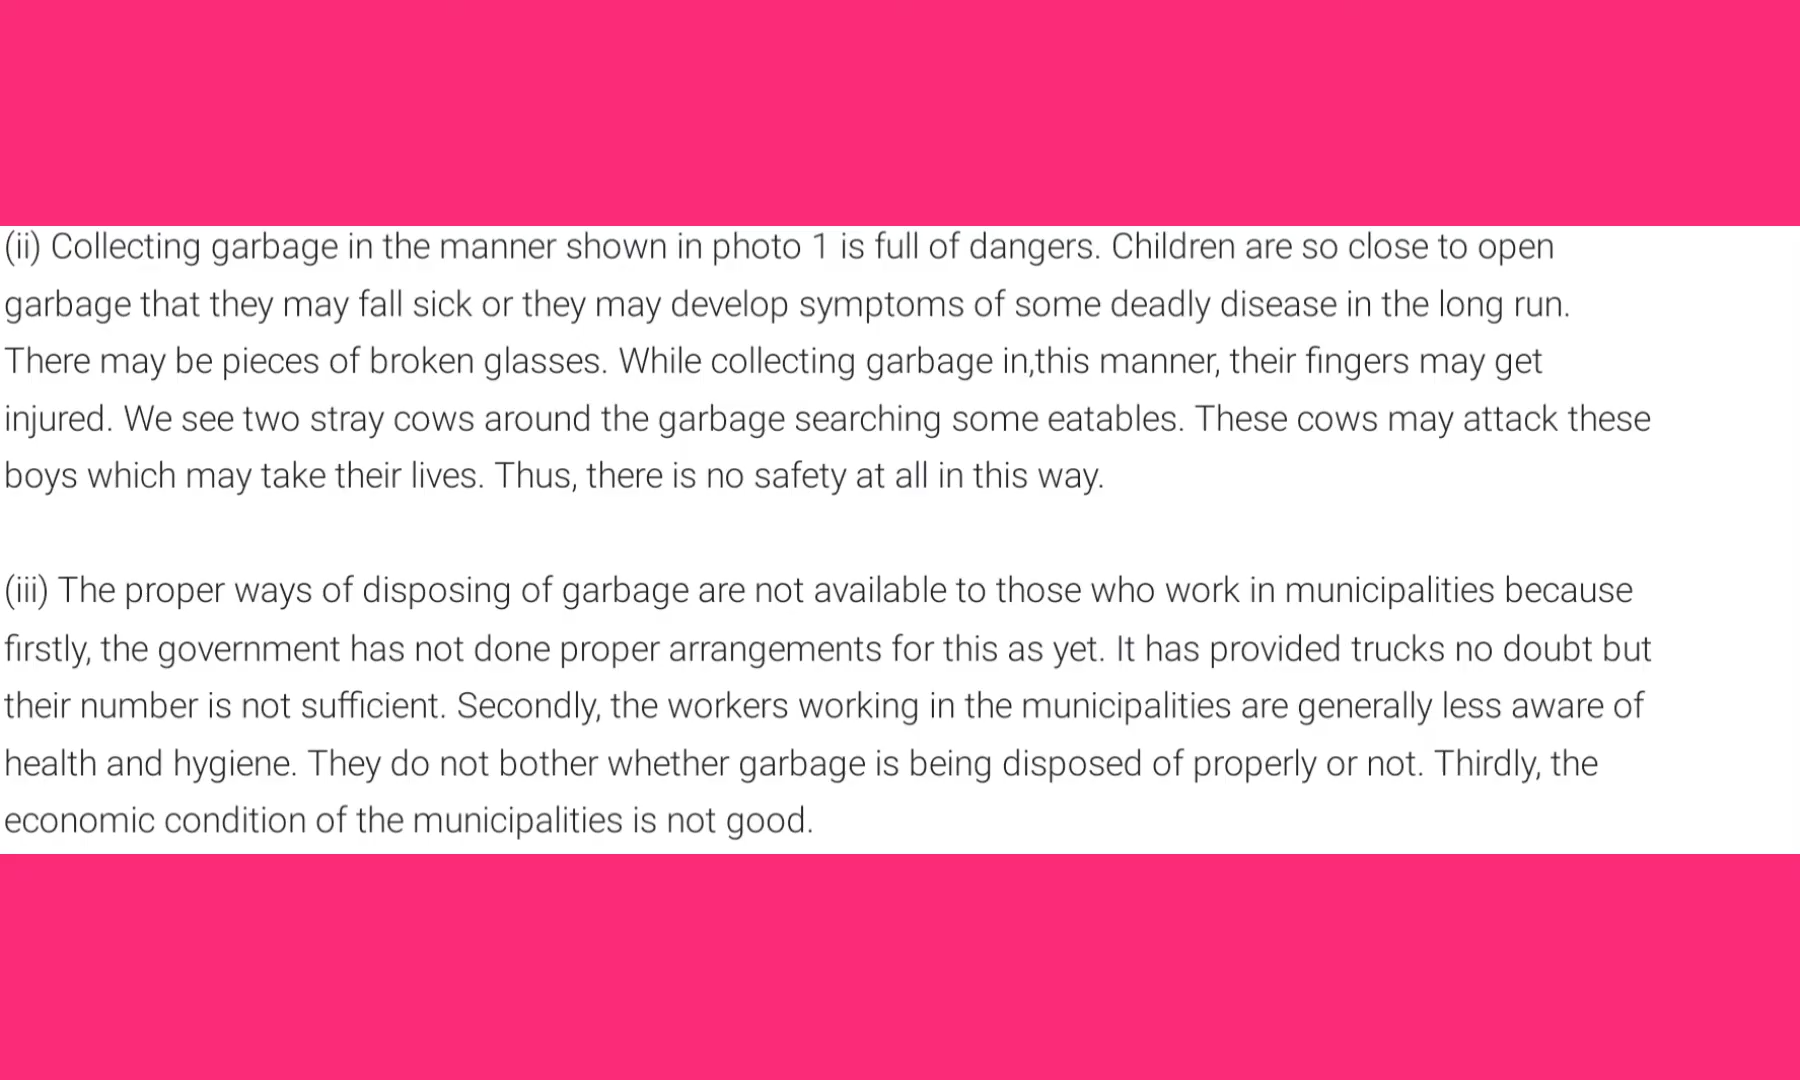 (ii) Collecting garbage in the manner shown in photo 1 is full of dangers. Children are so close to open
garbage that they may fall sick or they may develop symptoms of some deadly disease in the long run.
There may be pieces of broken glasses. While collecting garbage in,this manner, their fingers may get
injured. We see two stray cows around the garbage searching some eatables. These cows may attack these
boys which may take their lives. Thus, there is no safety at all in this way.
(iii) The proper ways of disposing of garbage are not available to those who work in municipalities because
firstly, the government has not done proper arrangements for this as yet. It has provided trucks no doubt but
their number is not sufficient. Secondly, the workers working in the municipalities are generally less aware of
health and hygiene. They do not bother whether garbage is being disposed of properly or not. Thirdly, the
economic condition of the municipalities is not good.